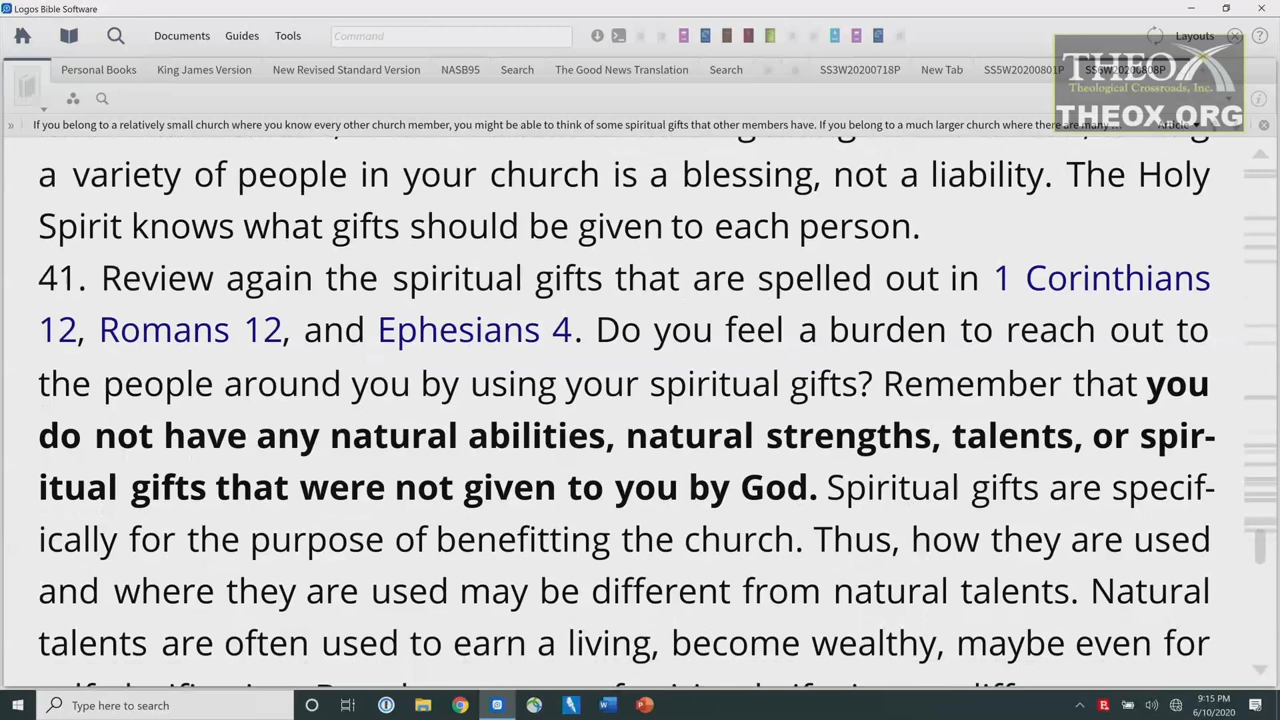 Logos Bible Software
Documents Guides Tools Command Layouts
Personal Books King James Version New Revised Standard NASB95 Search The Good News Translation Search SS3W20200718P New Tab SS5W20200801P SS6W20200808P
THEOX
Theological Crossroads, Inc.
THEOX.ORG
» If you belong to a relatively small church where you know every other church member, you might be able to think of some spiritual gifts that other members have. If you belong to a much larger church where there are many ... Article
a variety of people in your church is a blessing, not a liability. The Holy
Spirit knows what gifts should be given to each person.
41. Review again the spiritual gifts that are spelled out in 1 Corinthians
12, Romans 12, and Ephesians 4. Do you feel a burden to reach out to
the people around you by using your spiritual gifts? Remember that you
do not have any natural abilities, natural strengths, talents, or spir-
itual gifts that were not given to you by God. Spiritual gifts are specif-
ically for the purpose of benefitting the church. Thus, how they are used
and where they are used may be different from natural talents. Natural
talents are often used to earn a living, become wealthy, maybe even for
Type here to search
9:15 PM
6/10/2020